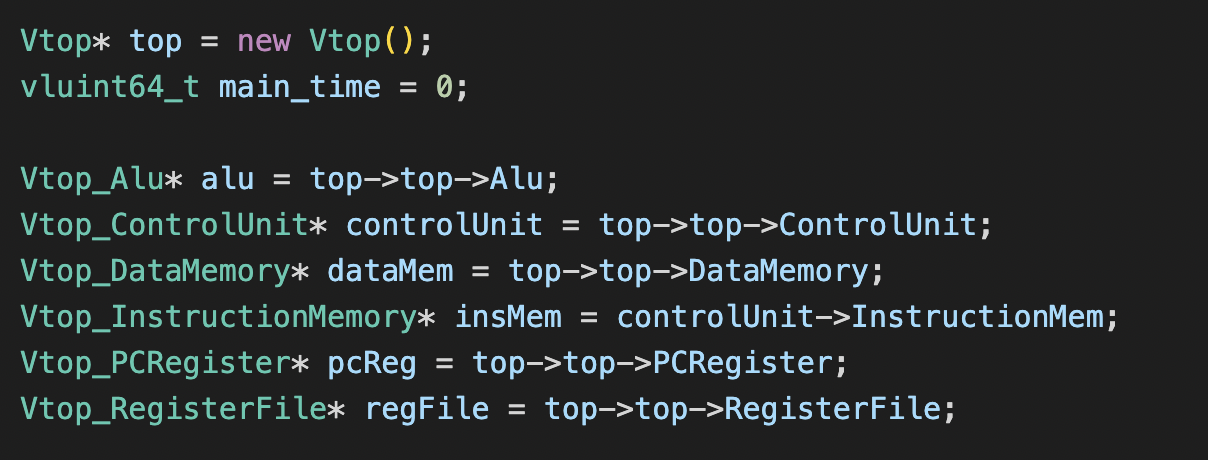 Vtop* top = new Vtop();
vluint64_t main_time = 0;
Vtop_Alu* alu = top->top->Alu;
Vtop_ControlUnit* controlUnit = top->top->ControlUnit;
Vtop_DataMemory* dataMem = top->top->DataMemory;
Vtop_InstructionMemory* insMem = controlUnit->InstructionMem;
Vtop_PCRegister* pcReg = top->top->PCRegister;
Vtop_RegisterFile* regFile = top->top->RegisterFile;